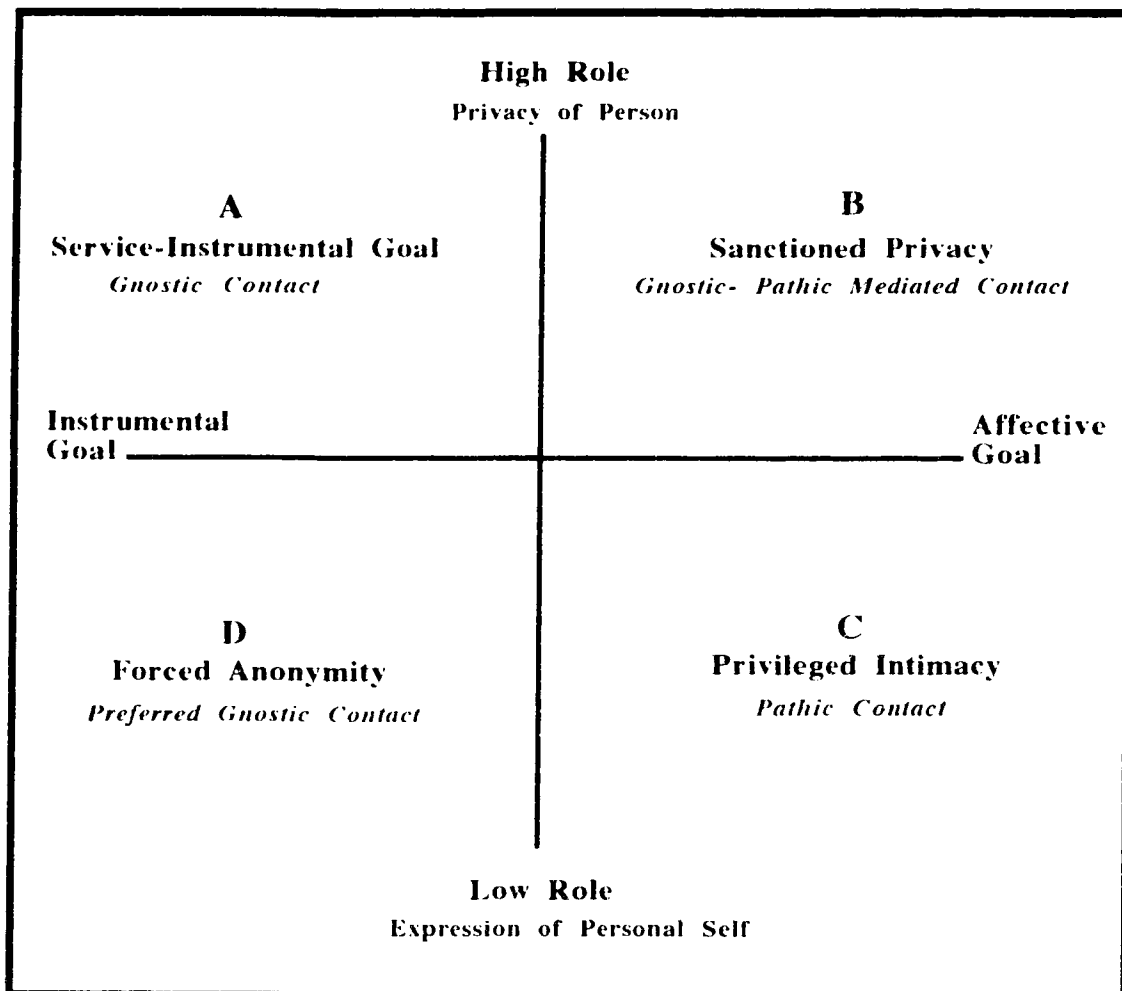 High Role
Privacy of Person
A
Service-Instrumental Goal
Gnostic Contact
B
Sanctioned Privacy
Gnostic- Pathic Mediated Contact
Instrumental
Goal
Affective
Goal
D
Forced Anonymity
Preferred Gnostic Contact
C
Privileged Intimacy
Pathic Contact
Low Role
Expression of Personal Self